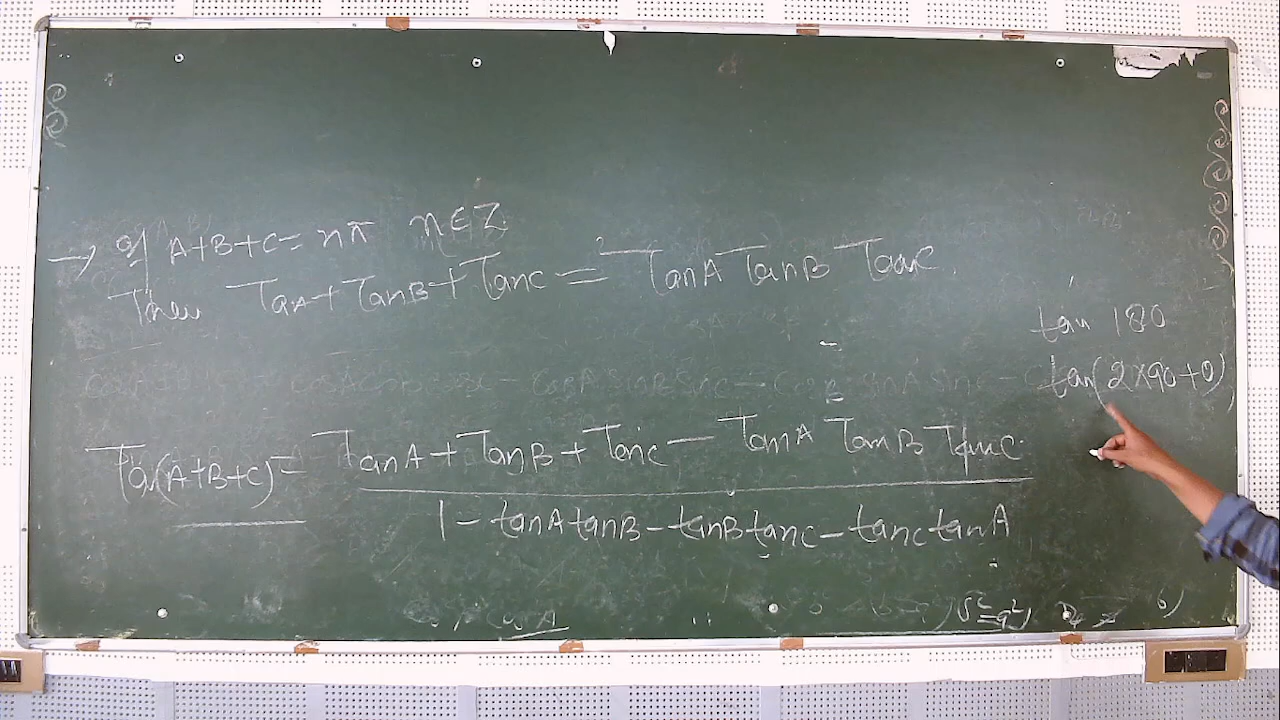 → If A+B+C = nπ n∈Z
Then TanA + TanB + TanC = TanA TanB TanC
tan 180
tan(2×90+0)
Tan(A+B+C) = TanA + TanB + TanC - TanA TanB TanC
1 - tanA tanB - tanB tanC - tanC tanA
Cos A